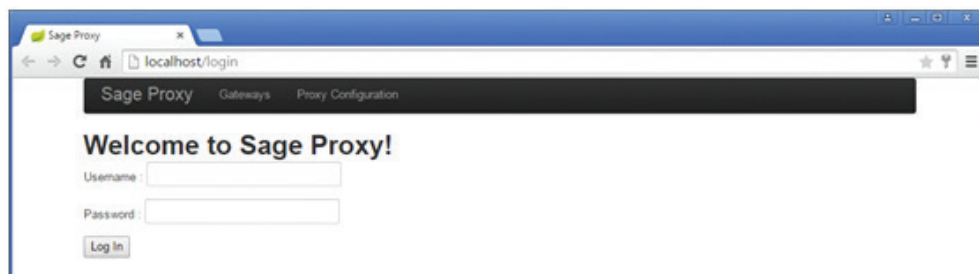 Sage Proxy
localhost/login
Sage Proxy Gateways Proxy Configuration
Welcome to Sage Proxy!
Username :
Password :
Log In